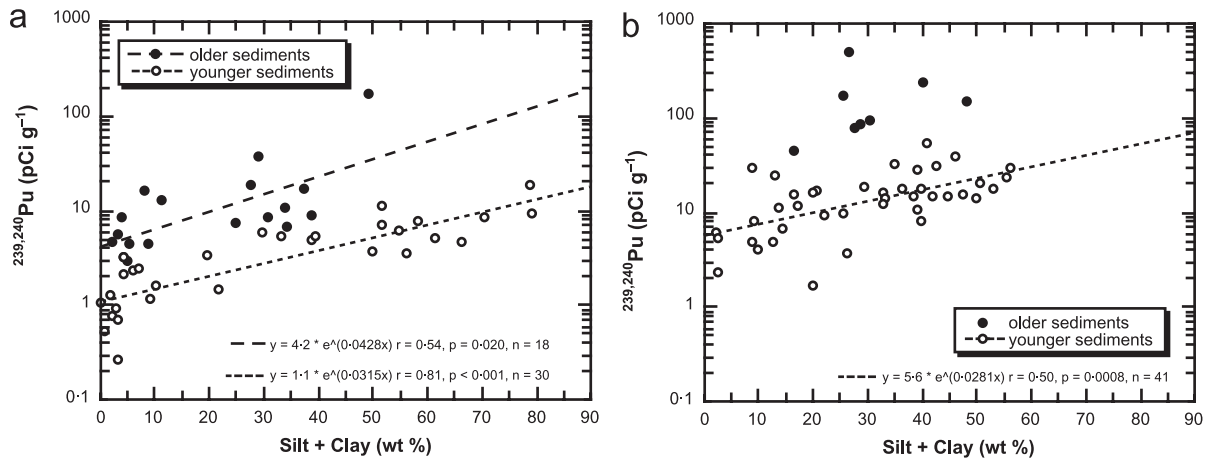 a
1000
100
10
1
0·1
239,240Pu (pCi g–1)
older sediments
younger sediments
y = 4·2 * e^(0·0428x) r = 0·54, p = 0·020, n = 18
y = 1·1 * e^(0·0315x) r = 0·81, p < 0·001, n = 30
0 10 20 30 40 50 60 70 80 90
Silt + Clay (wt %)
b
1000
100
10
1
0·1
239,240Pu (pCi g–1)
older sediments
younger sediments
y = 5·6 * e^(0·0281x) r = 0·50, p = 0·0008, n = 41
0 10 20 30 40 50 60 70 80 90
Silt + Clay (wt %)